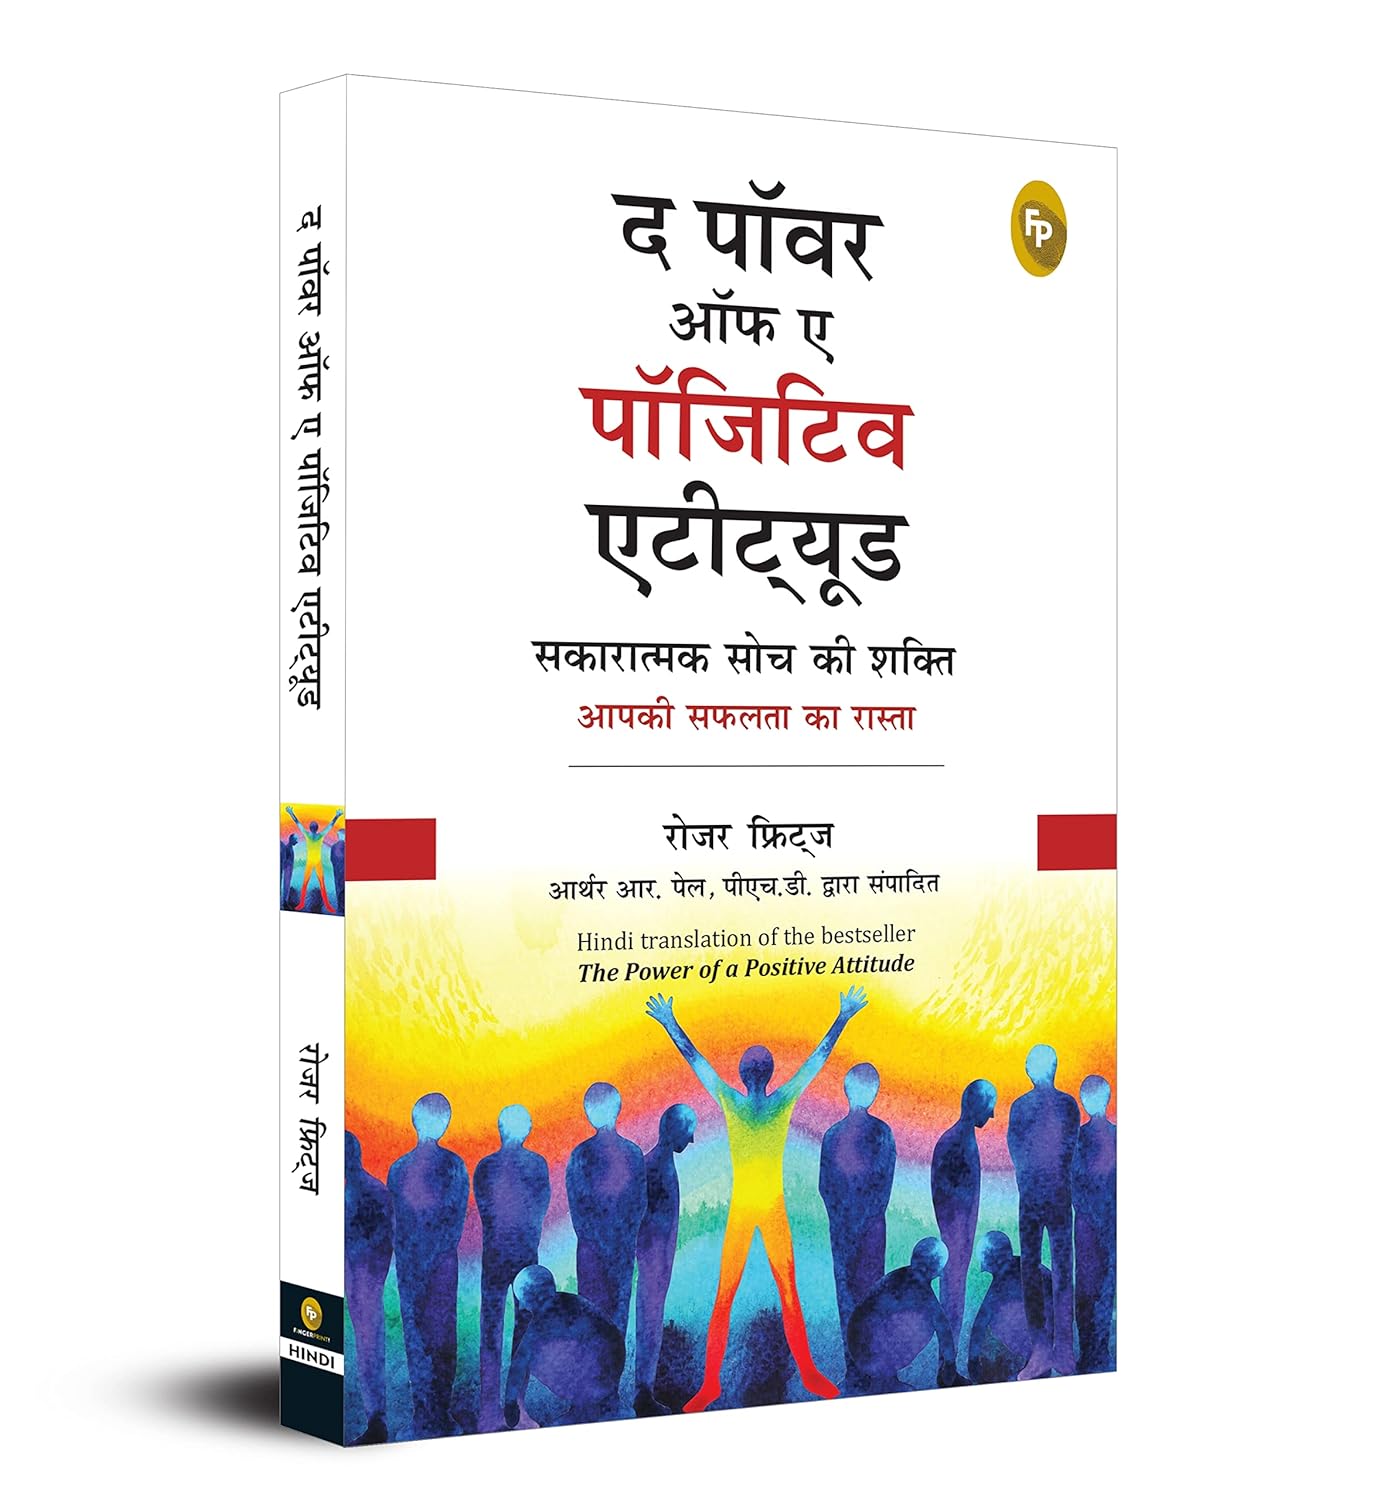 द पॉवर
ऑफ ए
पॉजिटिव
एटीट्यूड
सकारात्मक सोच की शक्ति
आपकी सफलता का रास्ता
रोजर फ्रिट्ज
आर्थर आर. पेल, पीएच.डी. द्वारा संपादित
Hindi translation of the bestseller
The Power of a Positive Attitude
FP
द पॉवर ऑफ ए पॉजिटिव एटीट्यूड
रोजर फ्रिट्ज
FP
FINGERPRINT!
HINDI